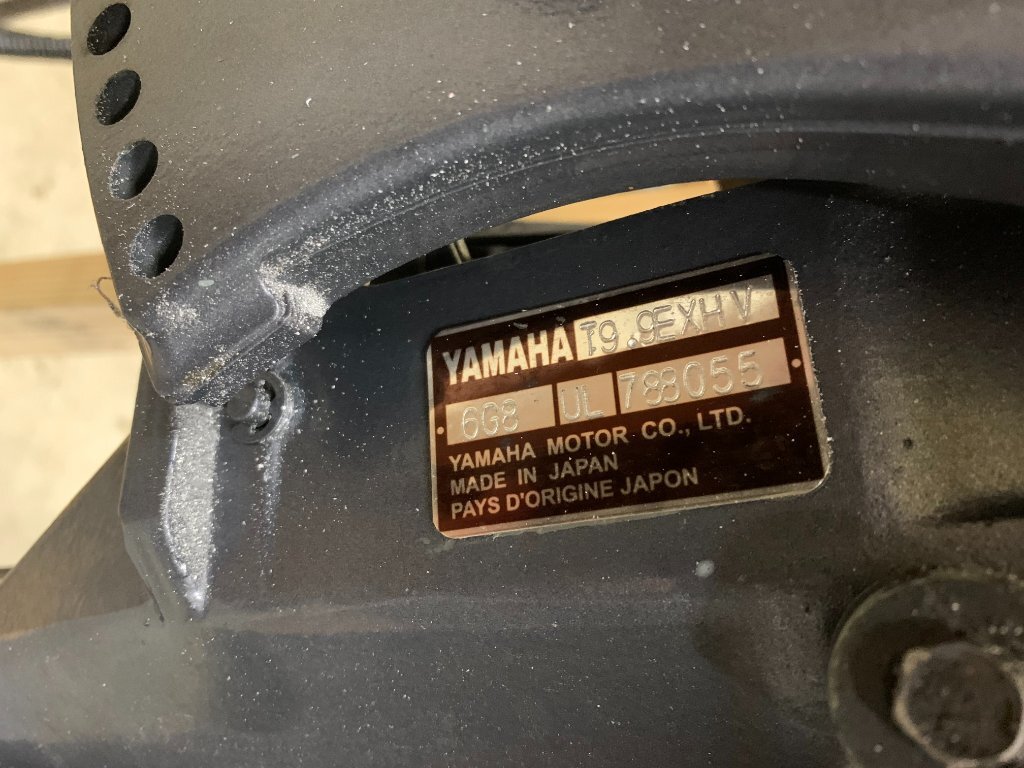 YAMAHA T9.9EXHV
6G8 UL 788055
YAMAHA MOTOR CO., LTD.
MADE IN JAPAN
PAYS D'ORIGINE JAPON